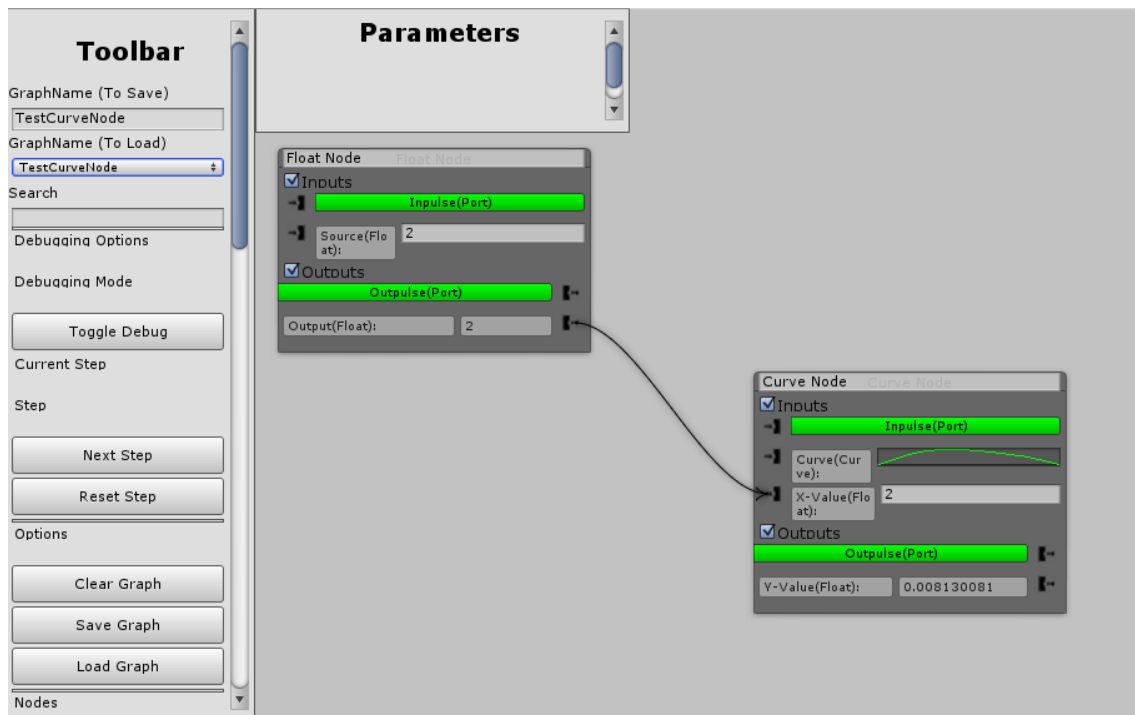 Toolbar
GraphName (To Save)
TestCurveNode
GraphName (To Load)
TestCurveNode
Search
Debugging Options
Debugging Mode
Toggle Debug
Current Step
Step
Next Step
Reset Step
Options
Clear Graph
Save Graph
Load Graph
Nodes
Parameters
Float Node Float Node
Inputs
Inpulse(Port)
Source(Flo
at):
2
Outputs
Outpulse(Port)
Output(Float): 2
Curve Node Curve Node
Inputs
Inpulse(Port)
Curve(Cur
ve):
X-Value(Flo
at):
2
Outputs
Outpulse(Port)
Y-Value(Float): 0.008130081